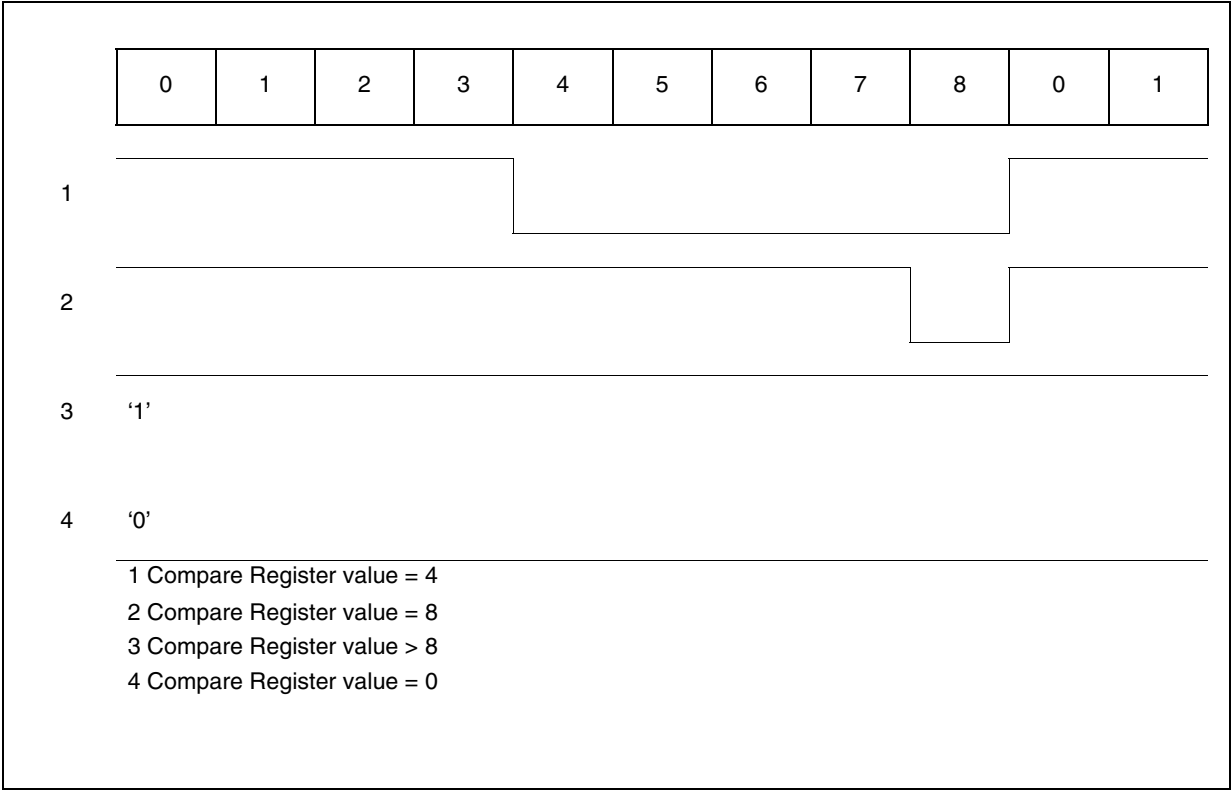 0 1 2 3 4 5 6 7 8 0 1
1
2
3 ‘1’
4 ‘0’
1 Compare Register value = 4
2 Compare Register value = 8
3 Compare Register value > 8
4 Compare Register value = 0